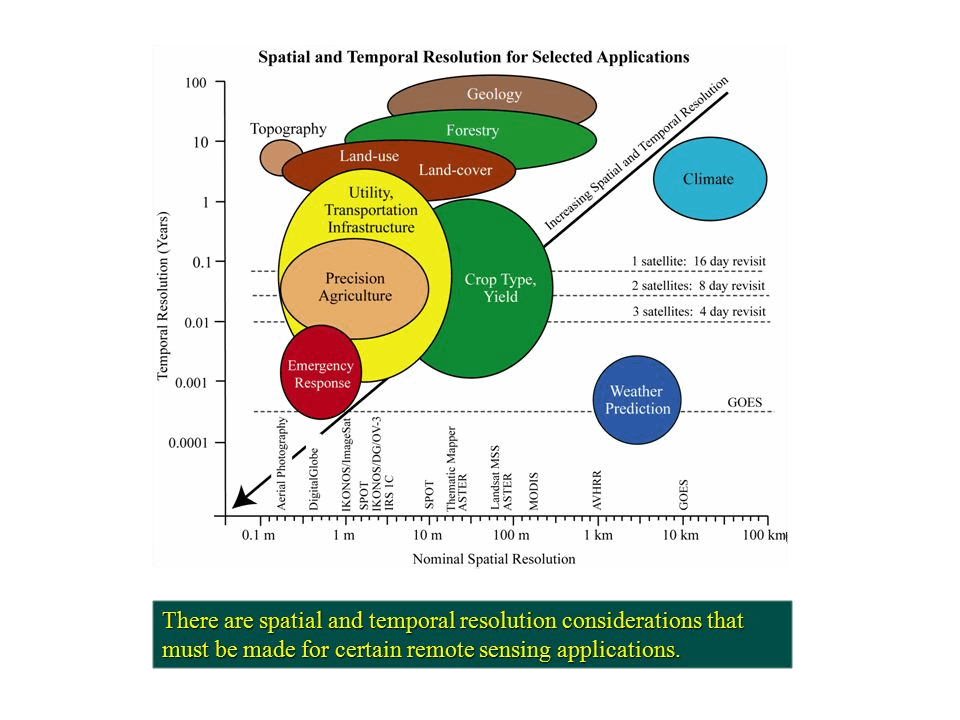 Spatial and Temporal Resolution for Selected Applications
100
10
1
0.1
0.01
0.001
0.0001
Temporal Resolution (Years)
Geology
Topography
Forestry
Land-use
Land-cover
Increasing Spatial and Temporal Resolution
Climate
Utility,
Transportation
Infrastructure
Precision
Agriculture
Crop Type,
Yield
1 satellite: 16 day revisit
2 satellites: 8 day revisit
3 satellites: 4 day revisit
Emergency
Response
Weather
Prediction
GOES
Aerial Photography
DigitalGlobe
IKONOS/ImageSat
SPOT
IKONOS/DG/OV-3
IRS 1C
SPOT
Thematic Mapper
ASTER
Landsat MSS
ASTER
MODIS
AVHRR
GOES
0.1 m
1 m
10 m
100 m
1 km
10 km
100 km
Nominal Spatial Resolution
There are spatial and temporal resolution considerations that
must be made for certain remote sensing applications.